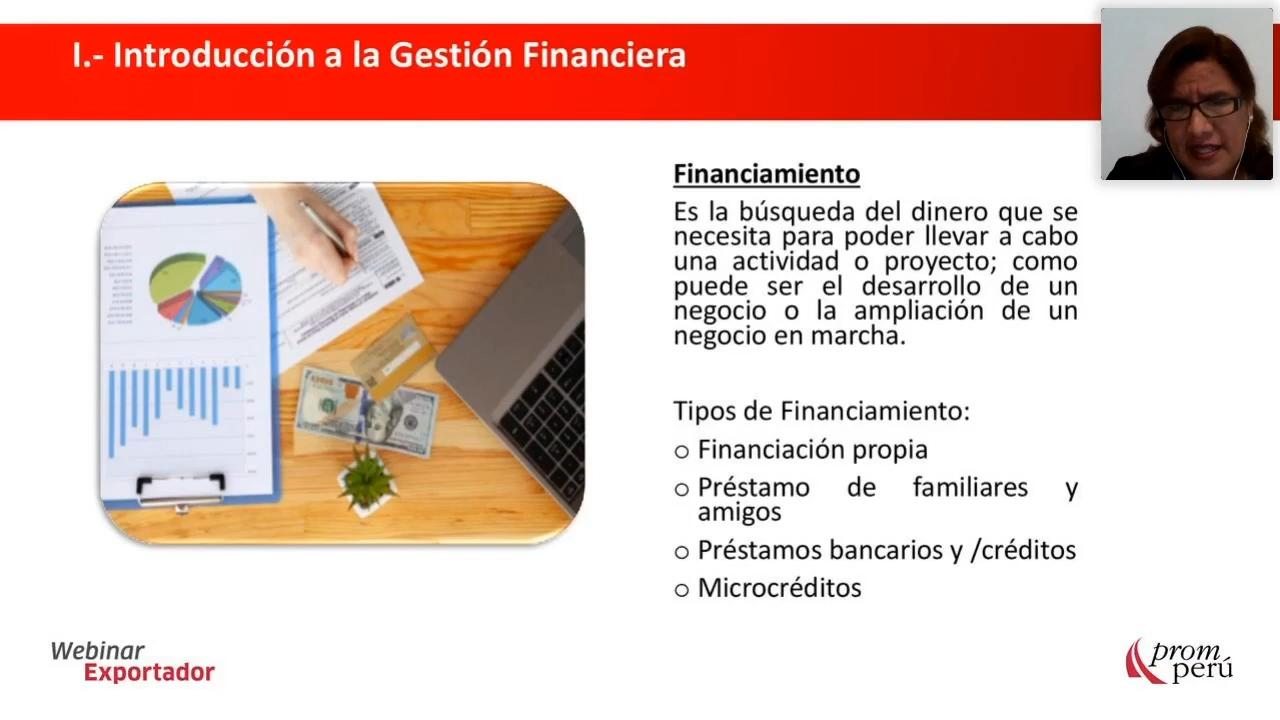 I.- Introducción a la Gestión Financiera
Financiamiento
Es la búsqueda del dinero que se
necesita para poder llevar a cabo
una actividad o proyecto; como
puede ser el desarrollo de un
negocio o la ampliación de un
negocio en marcha.
Tipos de Financiamiento:
o Financiación propia
o Préstamo de familiares y
amigos
o Préstamos bancarios y /créditos
o Microcréditos
Webinar
Exportador
prom
perú